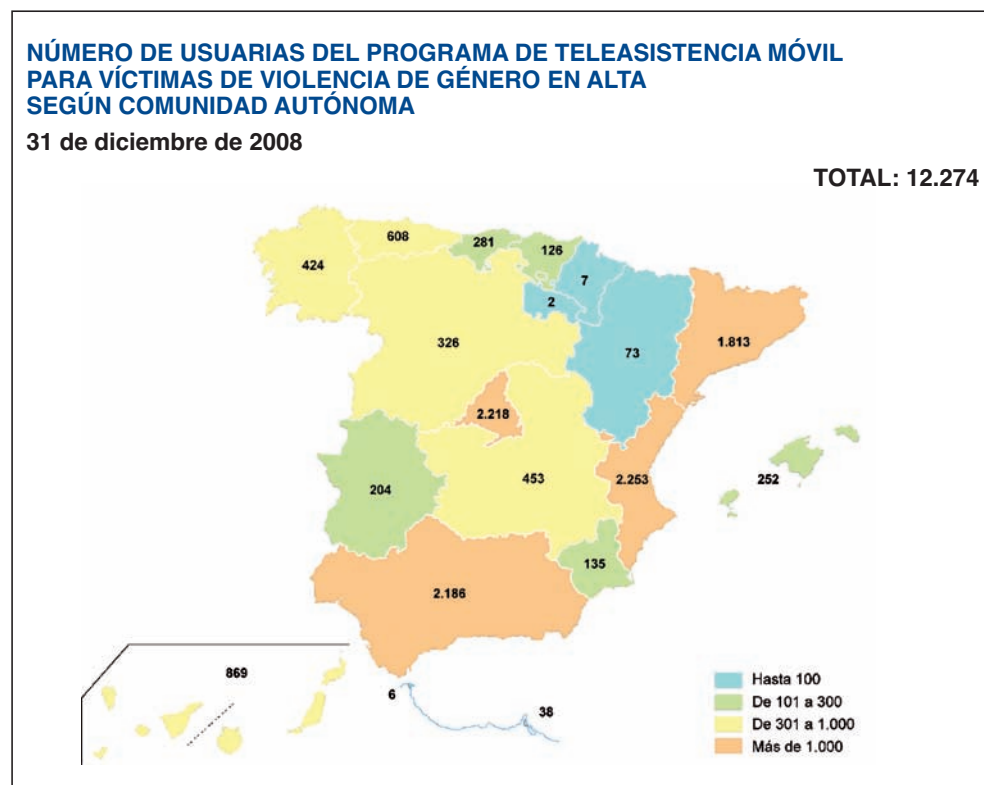 NÚMERO DE USUARIAS DEL PROGRAMA DE TELEASISTENCIA MÓVIL
PARA VÍCTIMAS DE VIOLENCIA DE GÉNERO EN ALTA
SEGÚN COMUNIDAD AUTÓNOMA
31 de diciembre de 2008
TOTAL: 12.274
608
281
126
424
7
2
326
73
1.813
2.218
453
2.253
252
204
135
2.186
869
6
38
Hasta 100
De 101 a 300
De 301 a 1.000
Más de 1.000